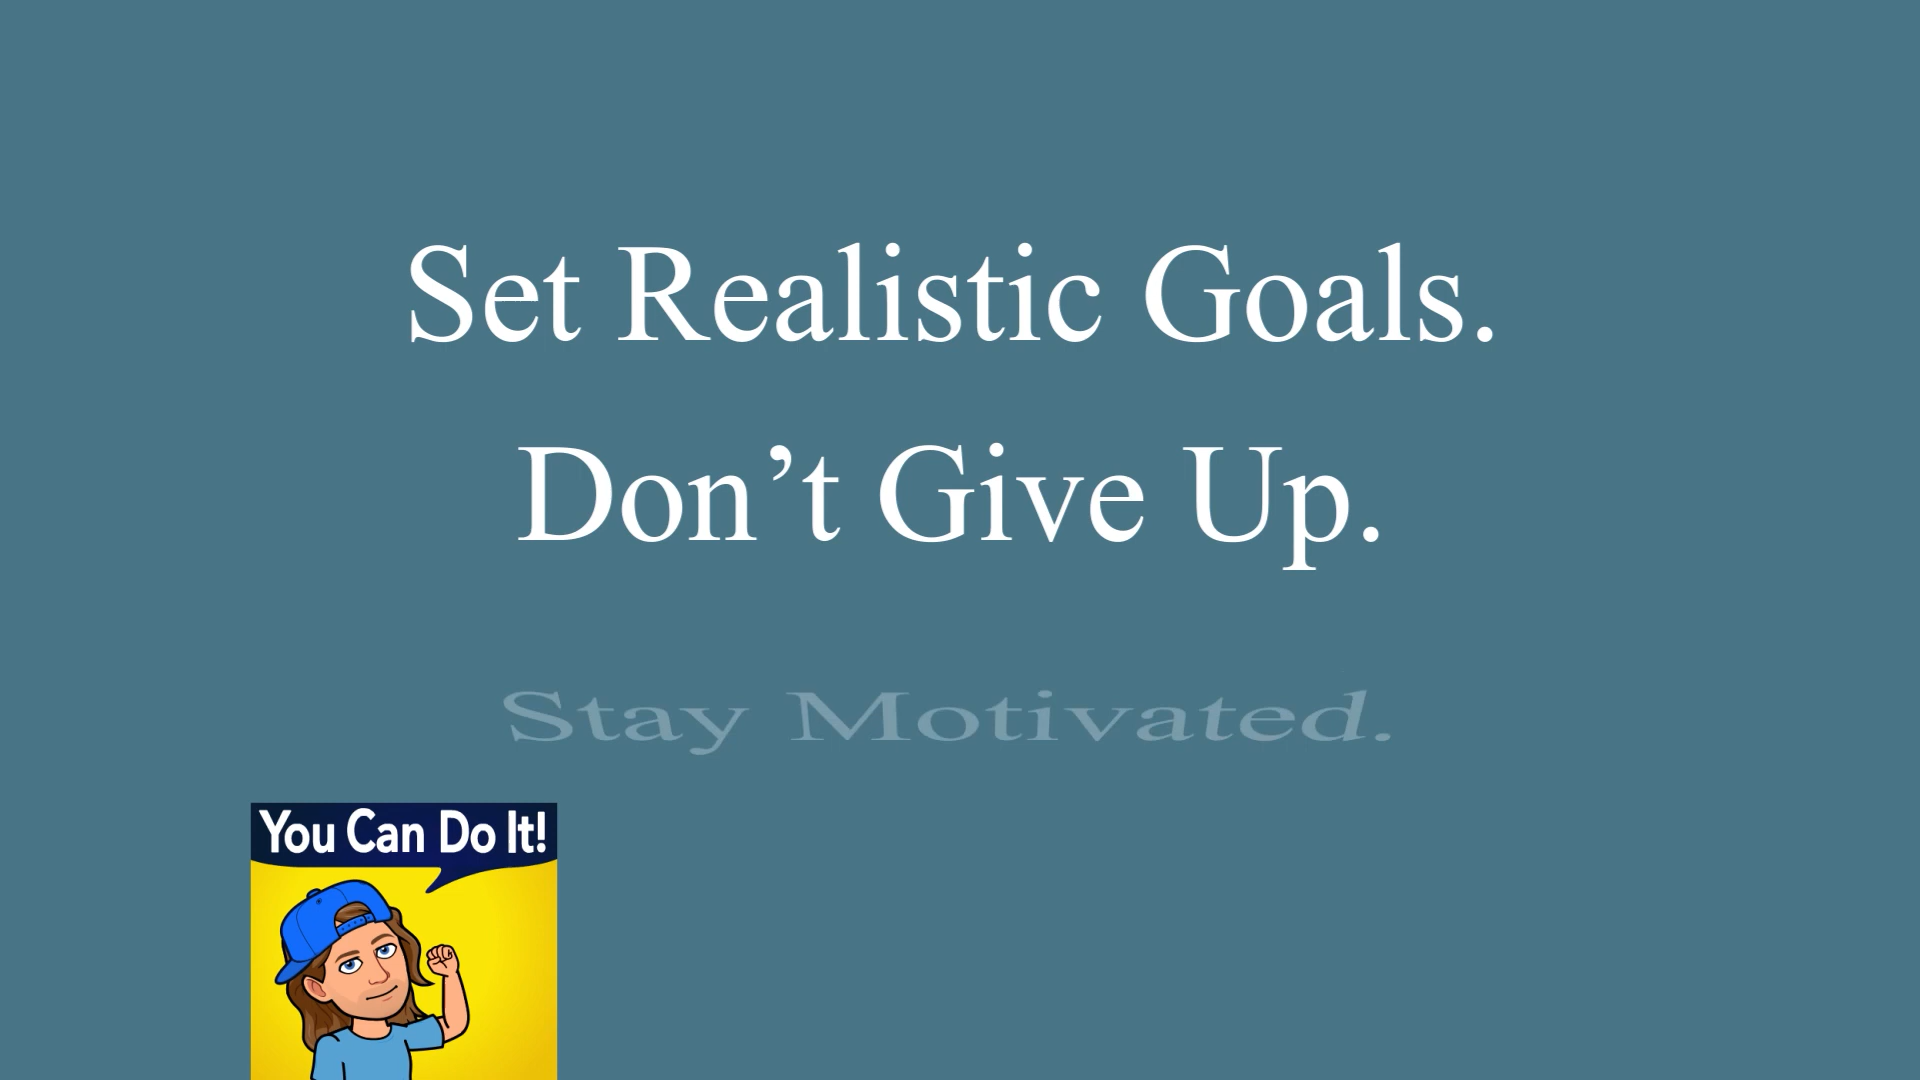 Set Realistic Goals.
Don’t Give Up.
Stay Motivated.
You Can Do It!